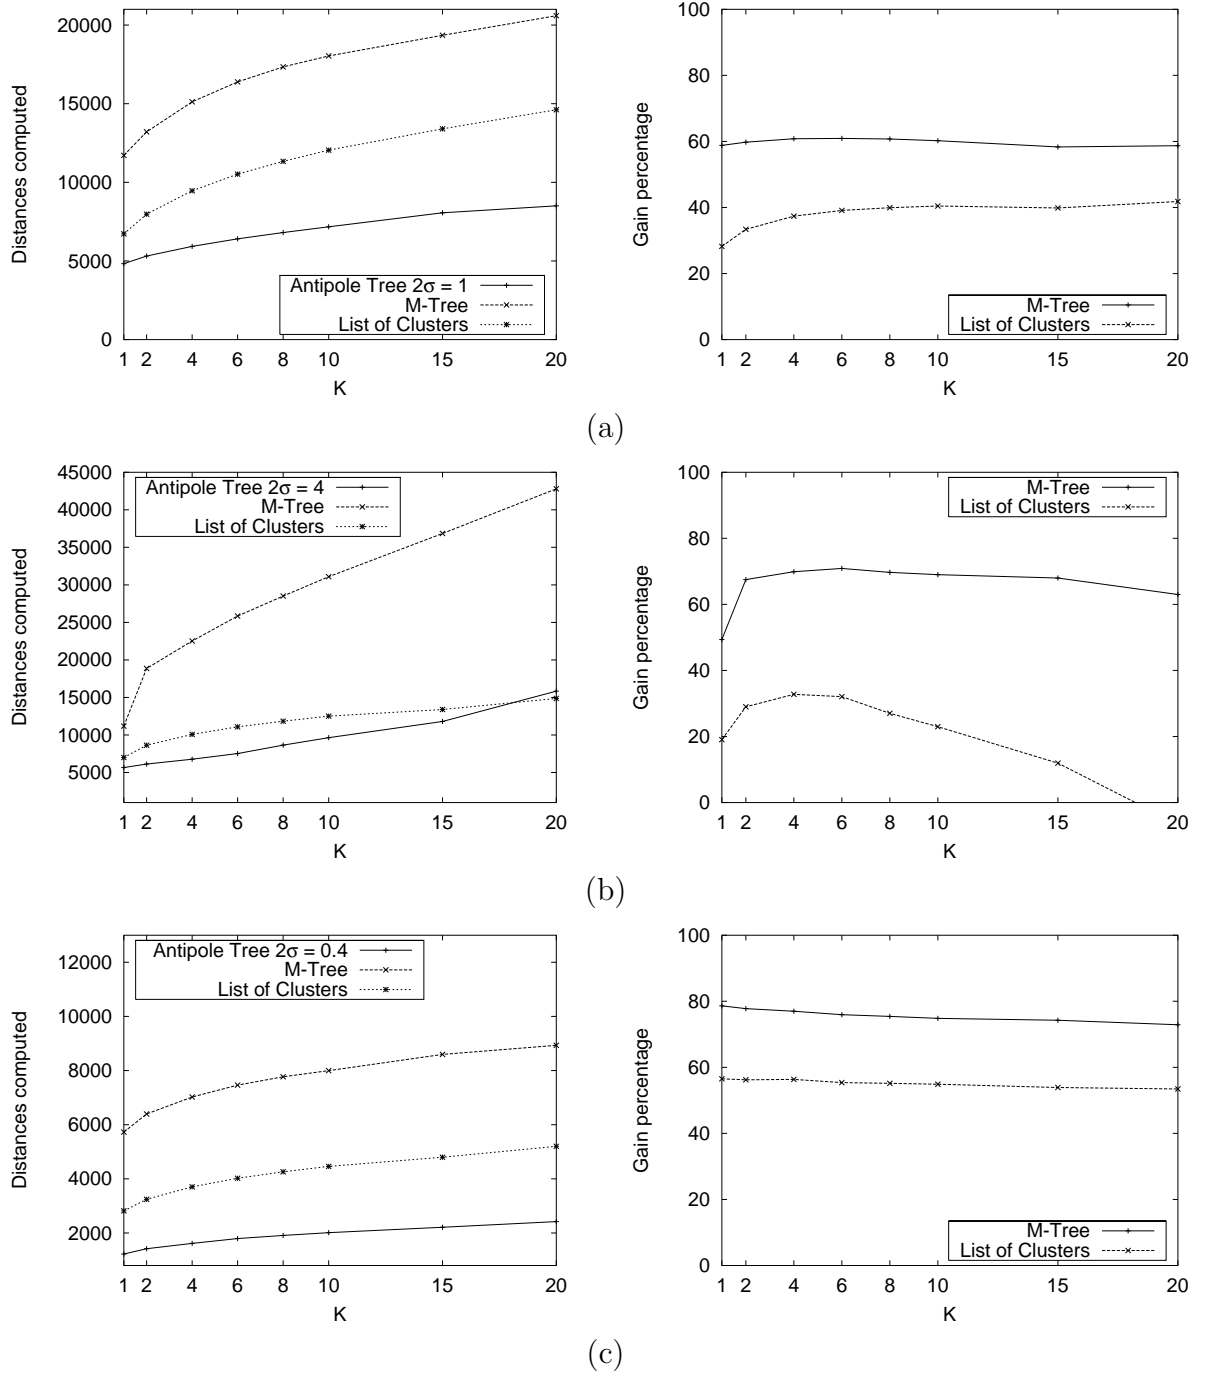 20000
15000
10000
5000
0
Distances computed
1 2 4 6 8 10 15 20
K
Antipole Tree 2σ = 1
M-Tree
List of Clusters
100
80
60
40
20
0
Gain percentage
1 2 4 6 8 10 15 20
K
M-Tree
List of Clusters
(a)
45000
40000
35000
30000
25000
20000
15000
10000
5000
Distances computed
1 2 4 6 8 10 15 20
K
Antipole Tree 2σ = 4
M-Tree
List of Clusters
100
80
60
40
20
0
Gain percentage
1 2 4 6 8 10 15 20
K
M-Tree
List of Clusters
(b)
12000
10000
8000
6000
4000
2000
Distances computed
1 2 4 6 8 10 15 20
K
Antipole Tree 2σ = 0.4
M-Tree
List of Clusters
100
80
60
40
20
0
Gain percentage
1 2 4 6 8 10 15 20
K
M-Tree
List of Clusters
(c)